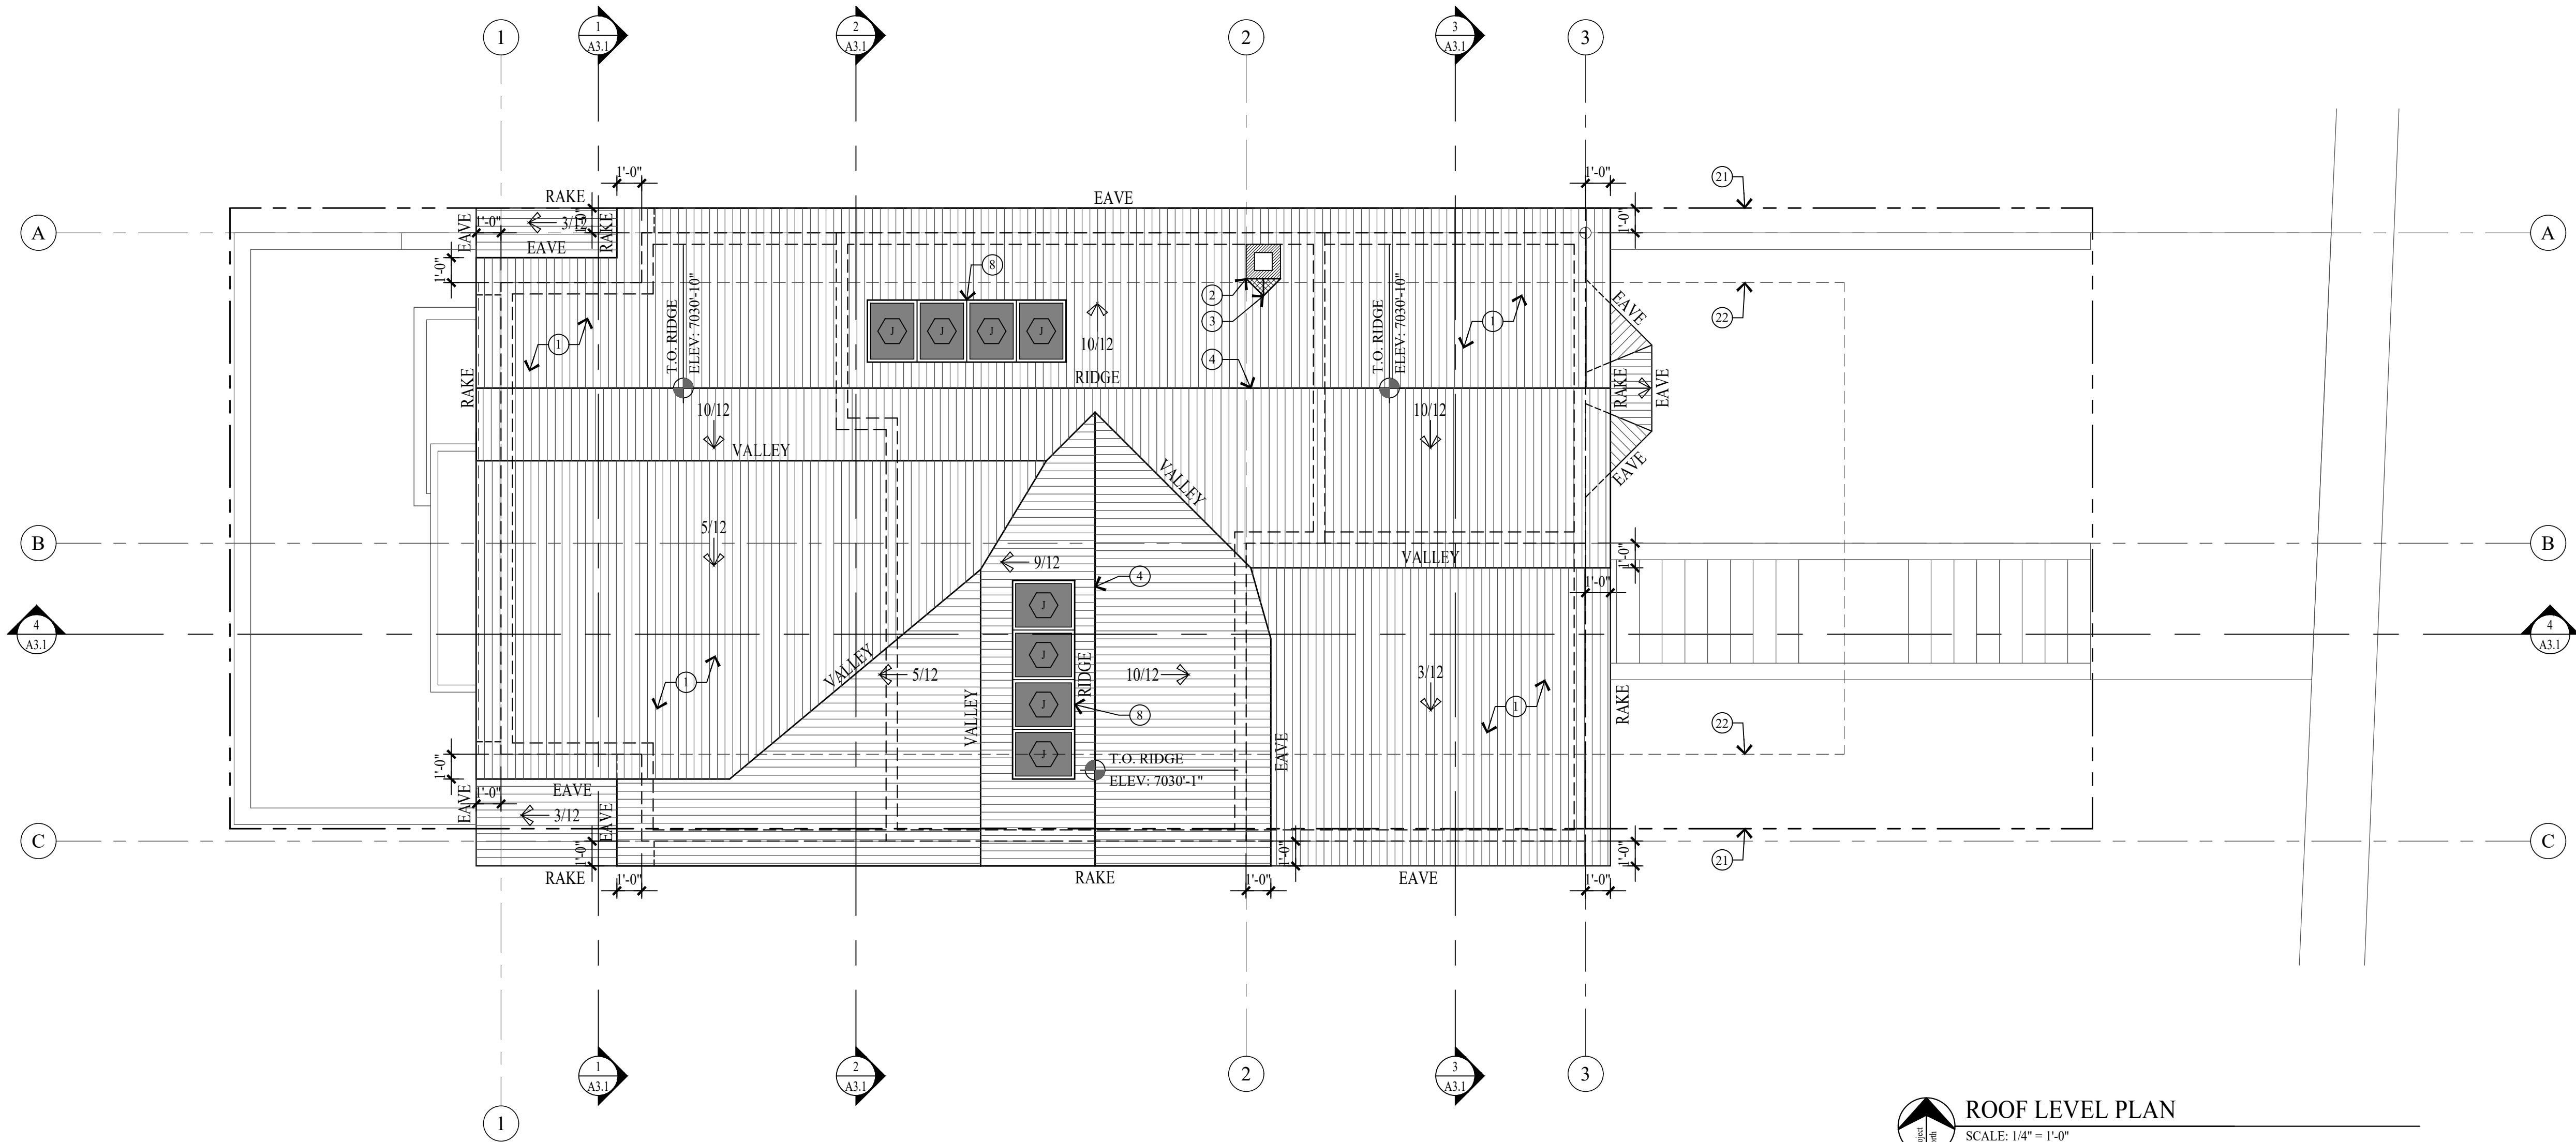 1
1
A3.1
2
A3.1
2
3
A3.1
3
1'-0"
1'-0"
21
RAKE
EAVE
A
EAVE
1'-0"
3/12
1'-0"
RAKE
1'-0"
A
EAVE
1'-0"
8
2
3
4
22
T.O. RIDGE
ELEV: 7030'-10"
J
J
J
J
10/12
RIDGE
T.O. RIDGE
ELEV: 7030'-10"
1
1
EAVE
RAKE
RAKE
EAVE
EAVE
10/12
10/12
VALLEY
VALLEY
5/12
B
9/12
4
VALLEY
1'-0"
B
1'-0"
4
A3.1
J
J
J
J
4
A3.1
1
VALLEY
5/12
VALLEY
RIDGE
10/12
8
3/12
1
RAKE
22
EAVE
T.O. RIDGE
ELEV: 7030'-1"
1'-0"
EAVE
1'-0"
EAVE
3/12
EAVE
C
1'-0"
1'-0"
1'-0"
21
C
RAKE
1'-0"
RAKE
1'-0"
EAVE
1'-0"
1
A3.1
2
A3.1
2
3
A3.1
3
1
ROOF LEVEL PLAN
SCALE: 1/4" = 1'-0"